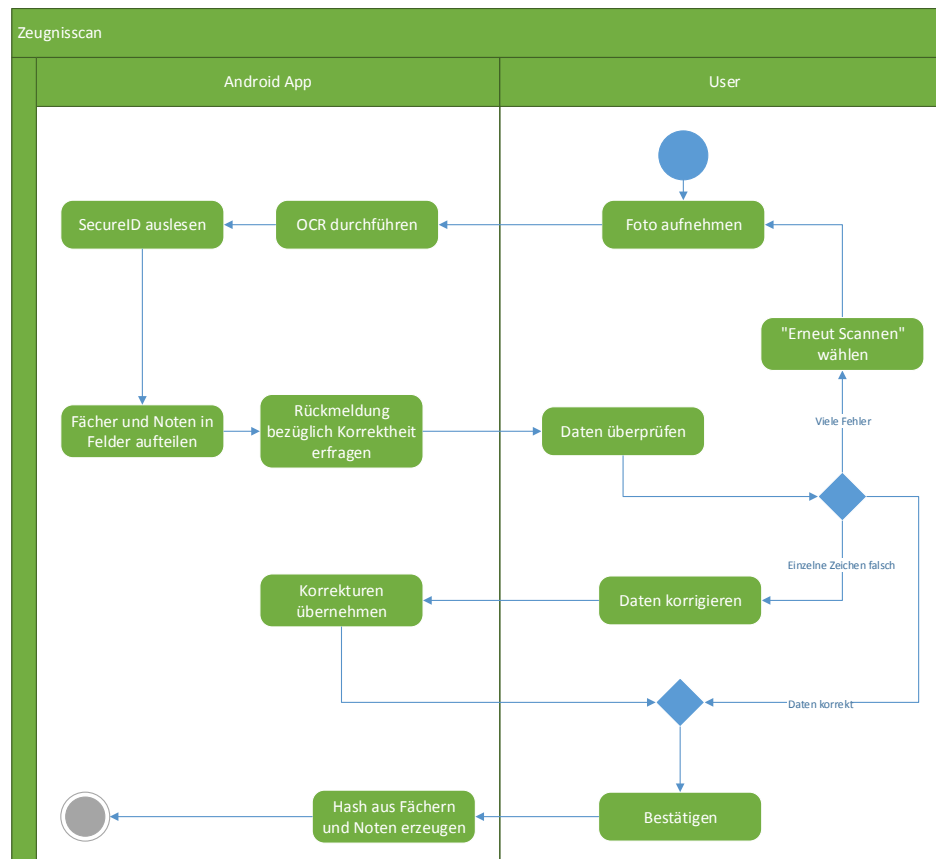 Zeugnisscan
Android App
User
SecureID auslesen
OCR durchführen
Foto aufnehmen
"Erneut Scannen"
wählen
Fächer und Noten in
Felder aufteilen
Rückmeldung
bezüglich Korrektheit
erfragen
Daten überprüfen
Viele Fehler
Einzelne Zeichen falsch
Korrekturen
übernehmen
Daten korrigieren
Daten korrekt
Hash aus Fächern
und Noten erzeugen
Bestätigen